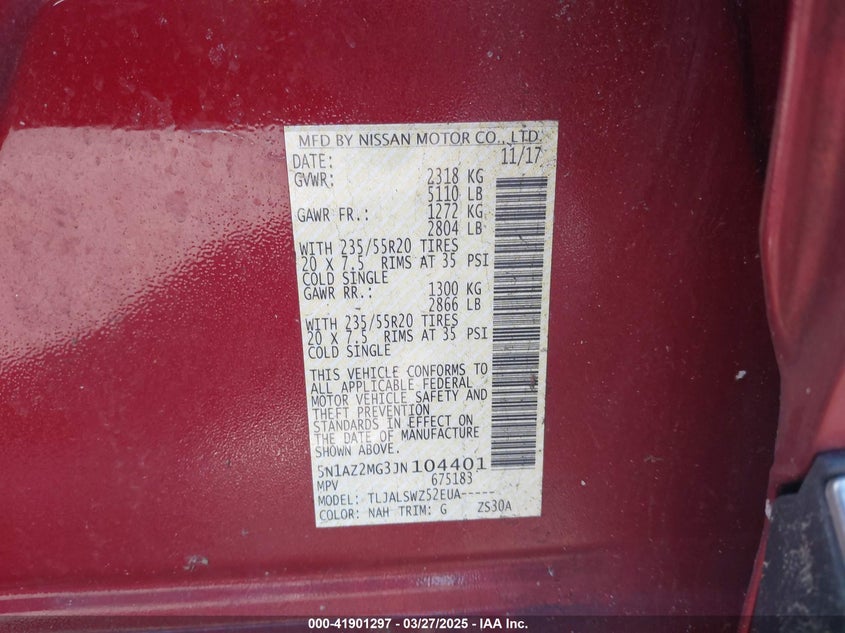 MFD BY NISSAN MOTOR CO., LTD.
DATE: 11/17
GVWR: 2318 KG
5110 LB
GAWR FR.: 1272 KG
2804 LB
WITH 235/55R20 TIRES
20 X 7.5 RIMS AT 35 PSI
COLD SINGLE
GAWR RR.: 1300 KG
2866 LB
WITH 235/55R20 TIRES
20 X 7.5 RIMS AT 35 PSI
COLD SINGLE
THIS VEHICLE CONFORMS TO
ALL APPLICABLE FEDERAL
MOTOR VEHICLE SAFETY AND
THEFT PREVENTION
STANDARDS IN EFFECT ON
THE DATE OF MANUFACTURE
SHOWN ABOVE.
5N1AZ2MG3JN104401
MPV 675183
MODEL: TLJALSWZ52EUA-----
COLOR: NAH TRIM: G ZS30A
000-41901297 - 03/27/2025 - IAA Inc.